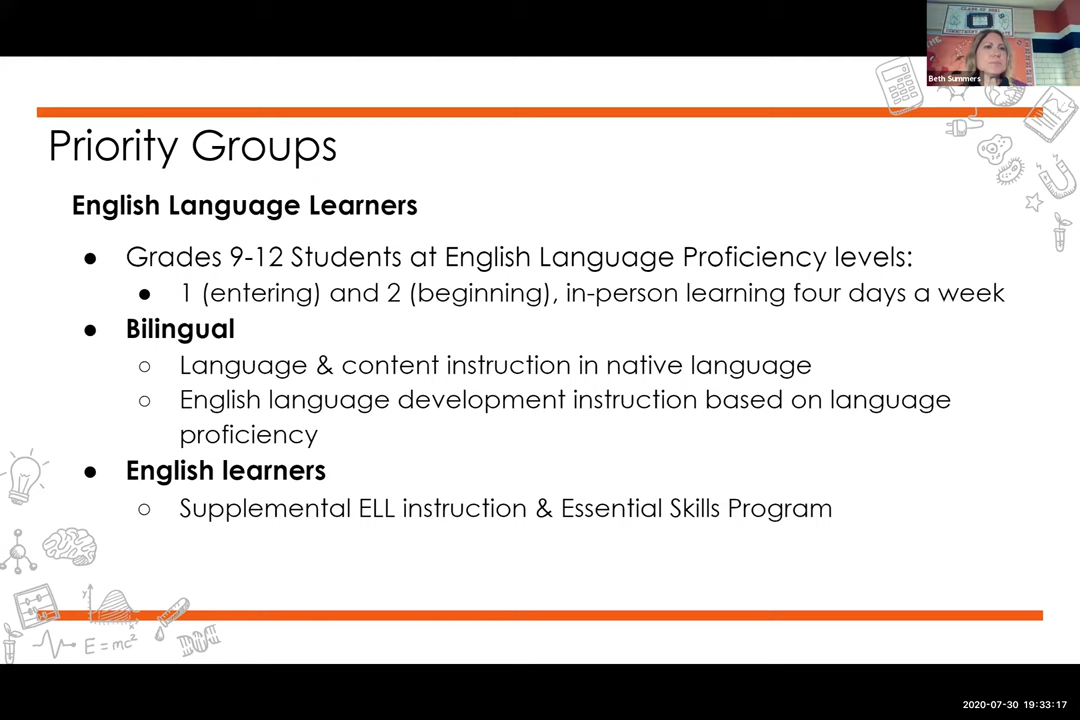 CLASS OF 2021
Beth Summers
Priority Groups
English Language Learners
● Grades 9-12 Students at English Language Proficiency levels:
● 1 (entering) and 2 (beginning), in-person learning four days a week
● Bilingual
○ Language & content instruction in native language
○ English language development instruction based on language
proficiency
● English learners
○ Supplemental ELL instruction & Essential Skills Program
y
x
E=mc²
2020-07-30 19:33:17